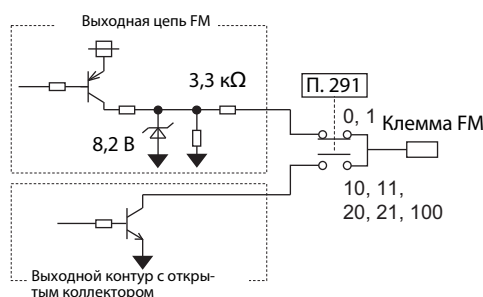 Выходная цепь FM
3,3 кΩ
8,2 В
П. 291
0, 1
Клемма FM
10, 11,
20, 21, 100
Выходной контур с откры-
тым коллектором